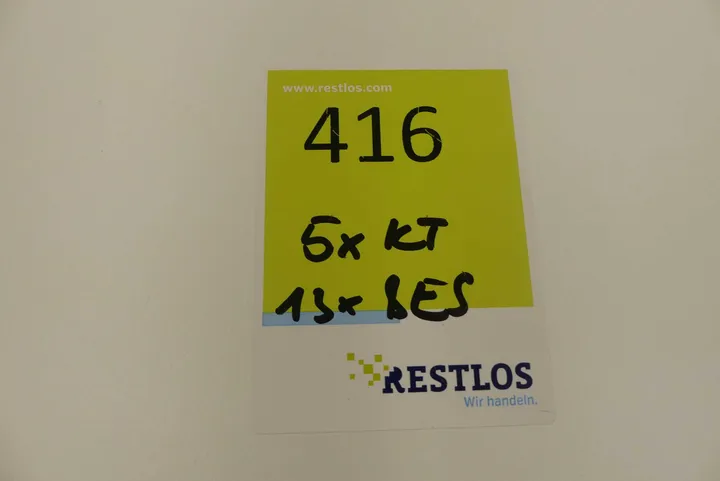 www.restlos.com
416
5x KT
13x BES
RESTLOS
Wir handeln.